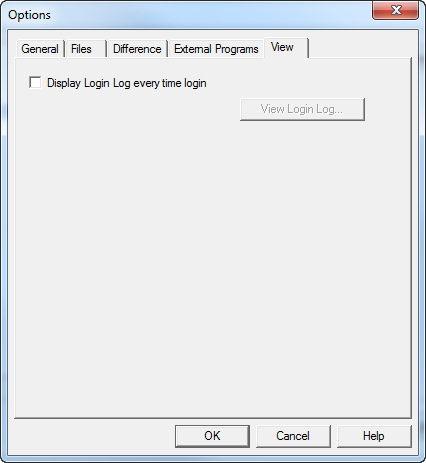 Options
General Files Difference External Programs View
Display Login Log every time login
View Login Log...
OK Cancel Help